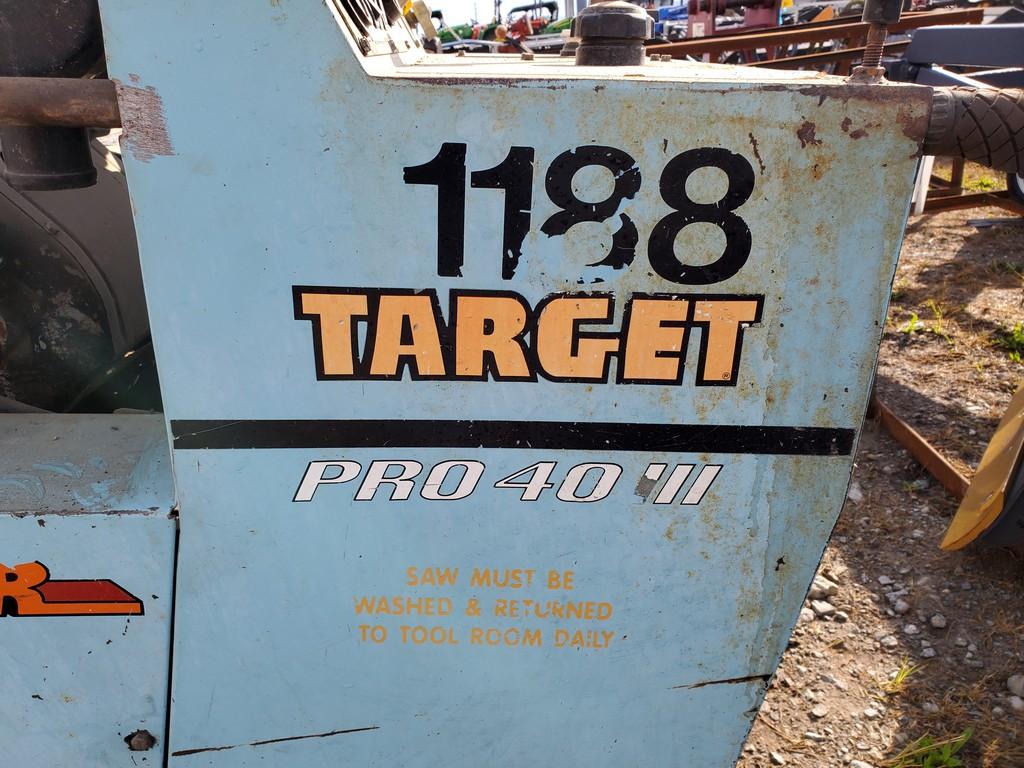 1188
TARGET®
PRO 40 III
R
SAW MUST BE
WASHED & RETURNED
TO TOOL ROOM DAILY